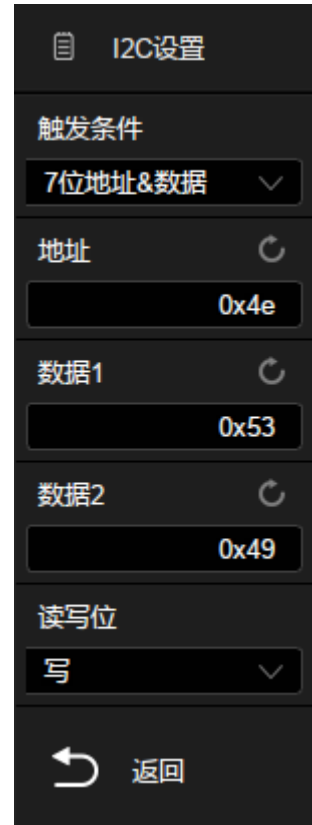 I2C设置
触发条件
7位地址&数据
地址
0x4e
数据1
0x53
数据2
0x49
读写位
写
返回